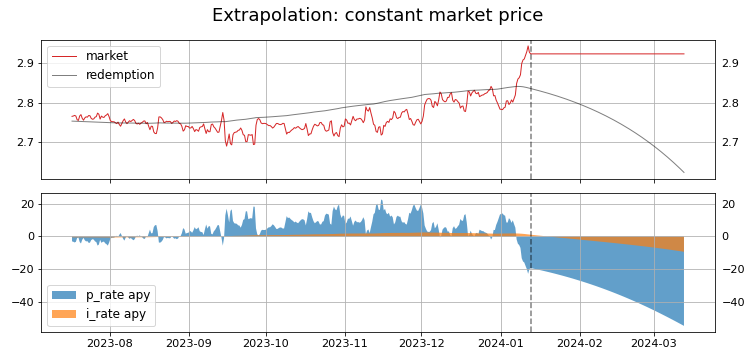 Extrapolation: constant market price
market
redemption
2.9
2.8
2.7
2.9
2.8
2.7
20
0
−20
−40
20
0
−20
−40
p_rate apy
i_rate apy
2023-08 2023-09 2023-10 2023-11 2023-12 2024-01 2024-02 2024-03